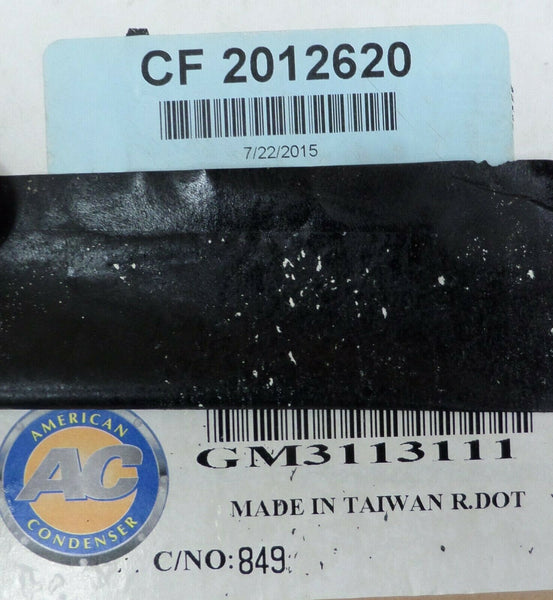 CF 2012620
7/22/2015
AMERICAN
AC
CONDENSER
GM3113111
MADE IN TAIWAN R.DOT
C/NO:849